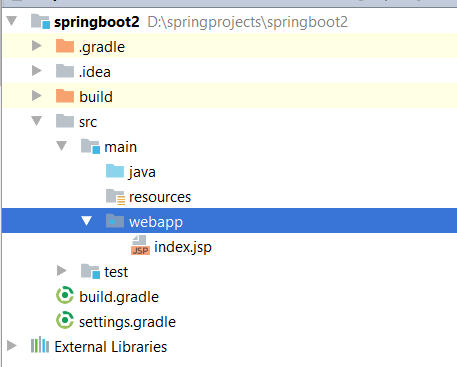 springboot2 D:\springprojects\springboot2
.gradle
.idea
build
src
main
java
resources
webapp
JSP index.jsp
test
build.gradle
settings.gradle
External Libraries